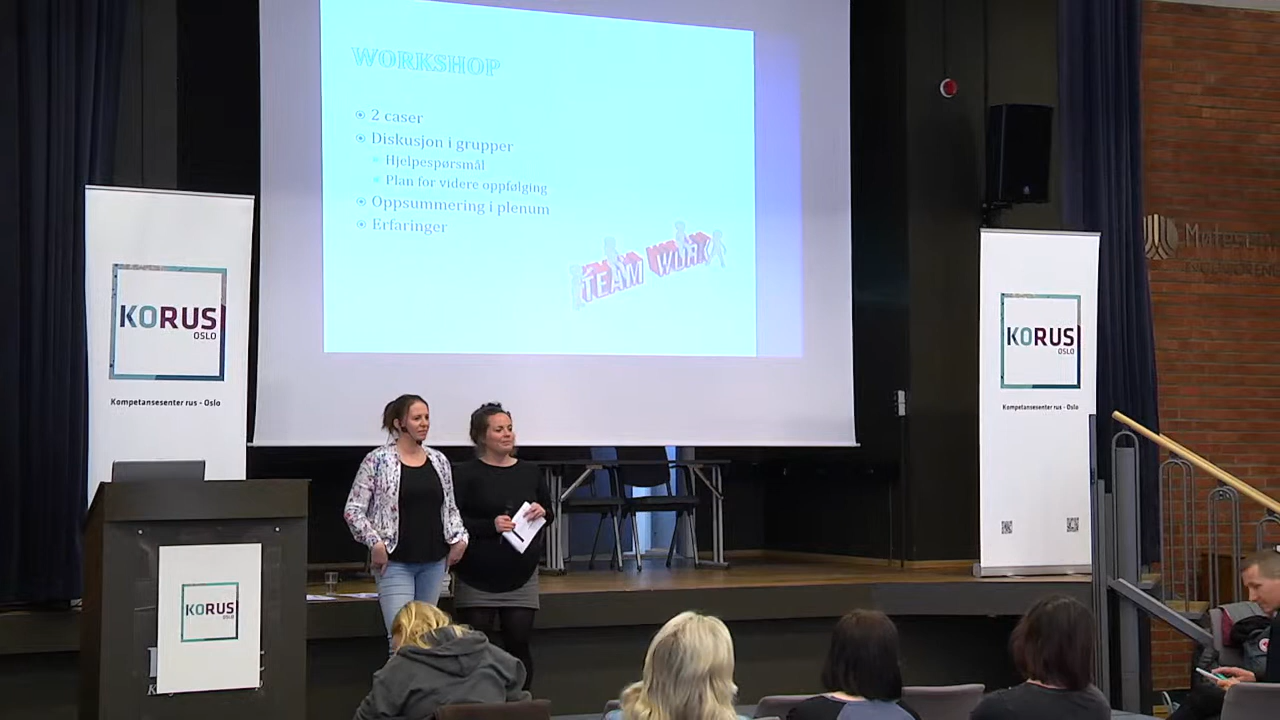 WORKSHOP
2 caser
Diskusjon i grupper
Hjelpespørsmål
Plan for videre oppfølging
Oppsummering i plenum
Erfaringer
TEAM WORK
KORUS
OSLO
Kompetansesenter rus - Oslo
KORUS
OSLO
Kompetansesenter rus - Oslo
KORUS
OSLO